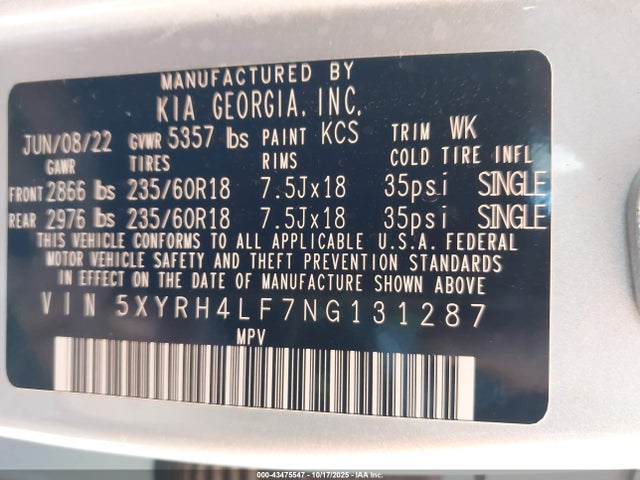 MANUFACTURED BY
KIA GEORGIA, INC.
JUN/08/22 GVWR 5357 lbs PAINT KCS TRIM WK
GAWR TIRES RIMS COLD TIRE INFL
FRONT 2866 lbs 235/60R18 7.5Jx18 35psi SINGLE
REAR 2976 lbs 235/60R18 7.5Jx18 35psi SINGLE
THIS VEHICLE CONFORMS TO ALL APPLICABLE U.S.A. FEDERAL
MOTOR VEHICLE SAFETY AND THEFT PREVENTION STANDARDS
IN EFFECT ON THE DATE OF MANUFACTURE SHOWN ABOVE
VIN 5XYRH4LF7NG131287
MPV
000-43475547 - 10/17/2025 - IAA Inc.